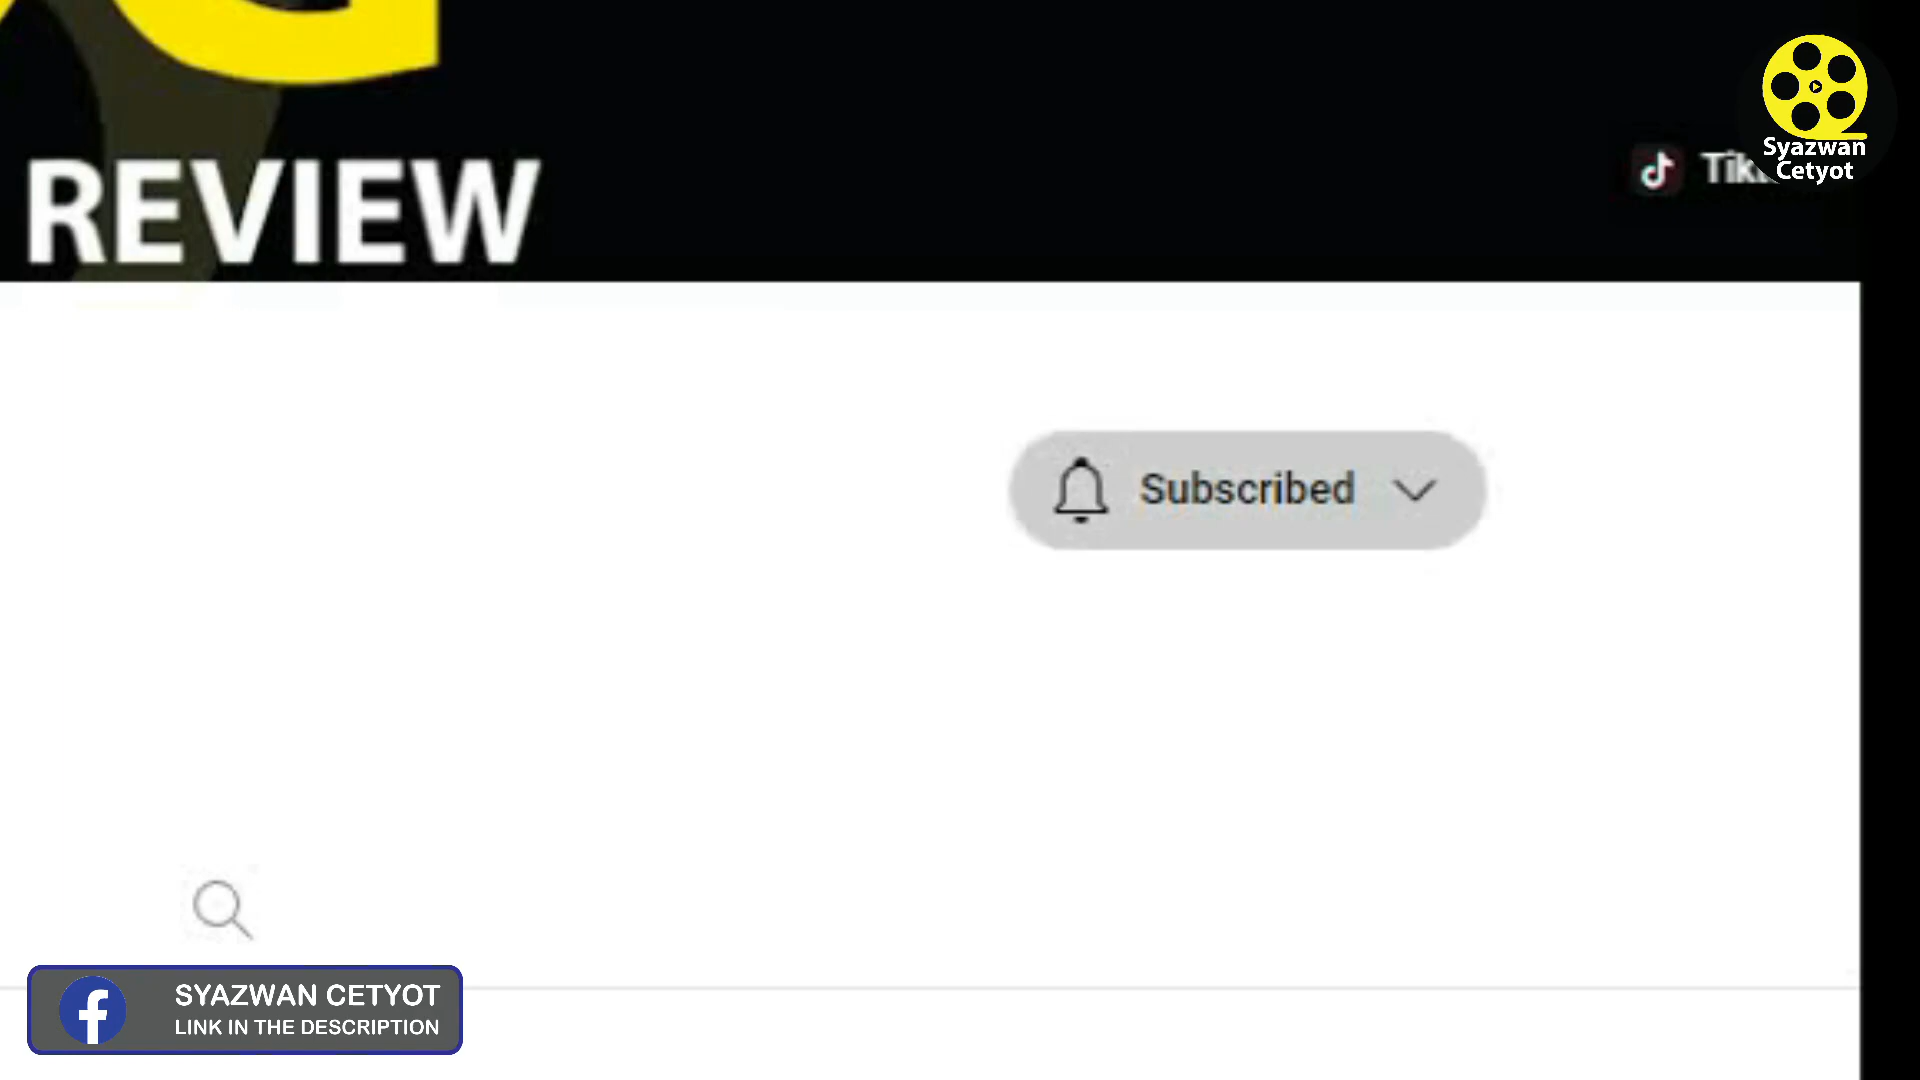 REVIEW
Syazwan
Cetyot
Subscribed
SYAZWAN CETYOT
LINK IN THE DESCRIPTION